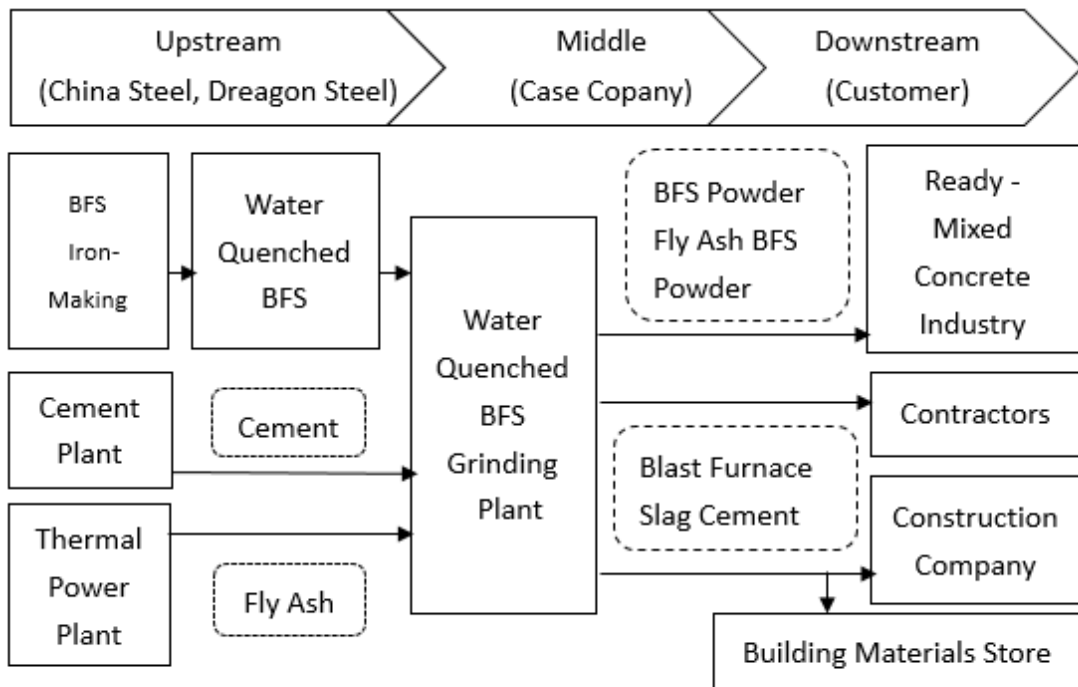 Upstream
(China Steel, Dreagon Steel)
Middle
(Case Copany)
Downstream
(Customer)
BFS
Iron-
Making
Water
Quenched
BFS
Cement
Plant
Cement
Thermal
Power
Plant
Fly Ash
Water
Quenched
BFS
Grinding
Plant
BFS Powder
Fly Ash BFS
Powder
Blast Furnace
Slag Cement
Ready -
Mixed
Concrete
Industry
Contractors
Construction
Company
Building Materials Store